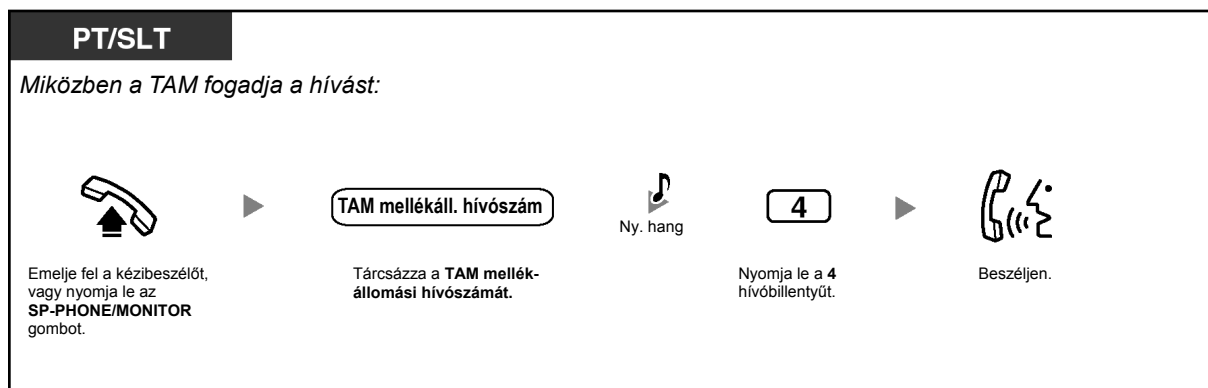 PT/SLT
Miközben a TAM fogadja a hívást:
TAM mellékáll. hívószám
Ny. hang
4
Emelje fel a kézibeszélőt,
vagy nyomja le az
SP-PHONE/MONITOR
gombot.
Tárcsázza a TAM mellék-
állomási hívószámát.
Nyomja le a 4
hívóbillentyűt.
Beszéljen.